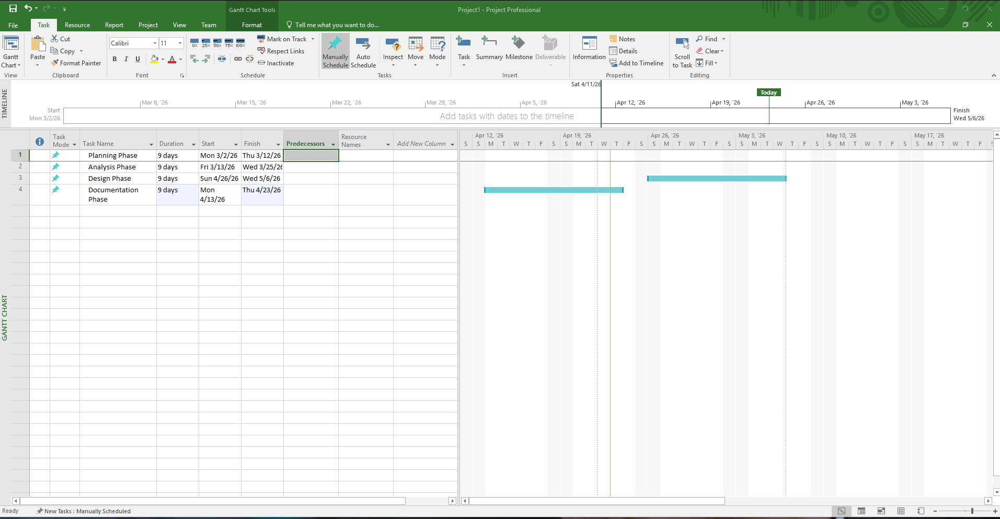 Gantt Chart Tools
Project1 - Project Professional
File Task Resource Report Project View Team Format Tell me what you want to do...
Gantt Chart
View
Paste
Cut
Copy
Format Painter
Clipboard
Calibri 11
B I U A
Font
0% 25% 50% 75% 100%
Mark on Track
Respect Links
Inactivate
Schedule
Manually Schedule
Auto Schedule
Inspect
Move
Mode
Tasks
Task
Summary
Milestone
Deliverable
Insert
Information
Notes
Details
Add to Timeline
Properties
Scroll to Task
Find
Clear
Fill
Editing
TIMELINE
Sat 4/11/26
Today
Mar 8, '26 Mar 15, '26 Mar 22, '26 Mar 29, '26 Apr 5, '26 Apr 12, '26 Apr 19, '26 Apr 26, '26 May 3, '26
Start
Mon 3/2/26
Add tasks with dates to the timeline
Finish
Wed 5/6/26
GANTT CHART
Task Mode Task Name Duration Start Finish Predecessors Resource Names Add New Column
Apr 12, '26 Apr 19, '26 Apr 26, '26 May 3, '26 May 10, '26 May 17, '26
S S M T W T F S S M T W T F S S M T W T F S S M T W T F S S M T W T F S S M T W T F S
1 Planning Phase 9 days Mon 3/2/26 Thu 3/12/26
2 Analysis Phase 9 days Fri 3/13/26 Wed 3/25/26
3 Design Phase 9 days Sun 4/26/26 Wed 5/6/26
4 Documentation Phase 9 days Mon 4/13/26 Thu 4/23/26
Ready New Tasks : Manually Scheduled